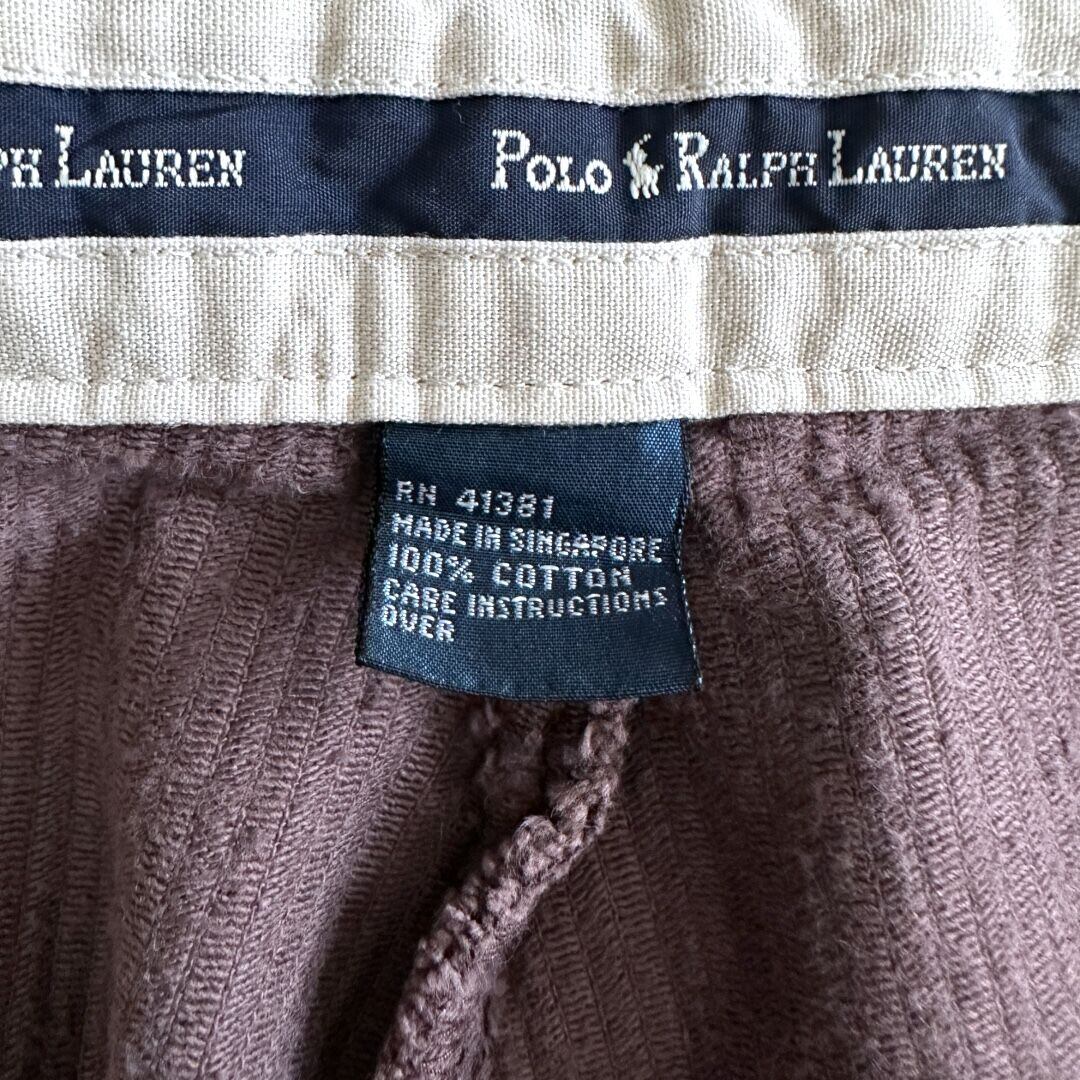 PH LAUREN
POLO RALPH LAUREN
RN 41381
MADE IN SINGAPORE
100% COTTON
CARE INSTRUCTIONS
OVER